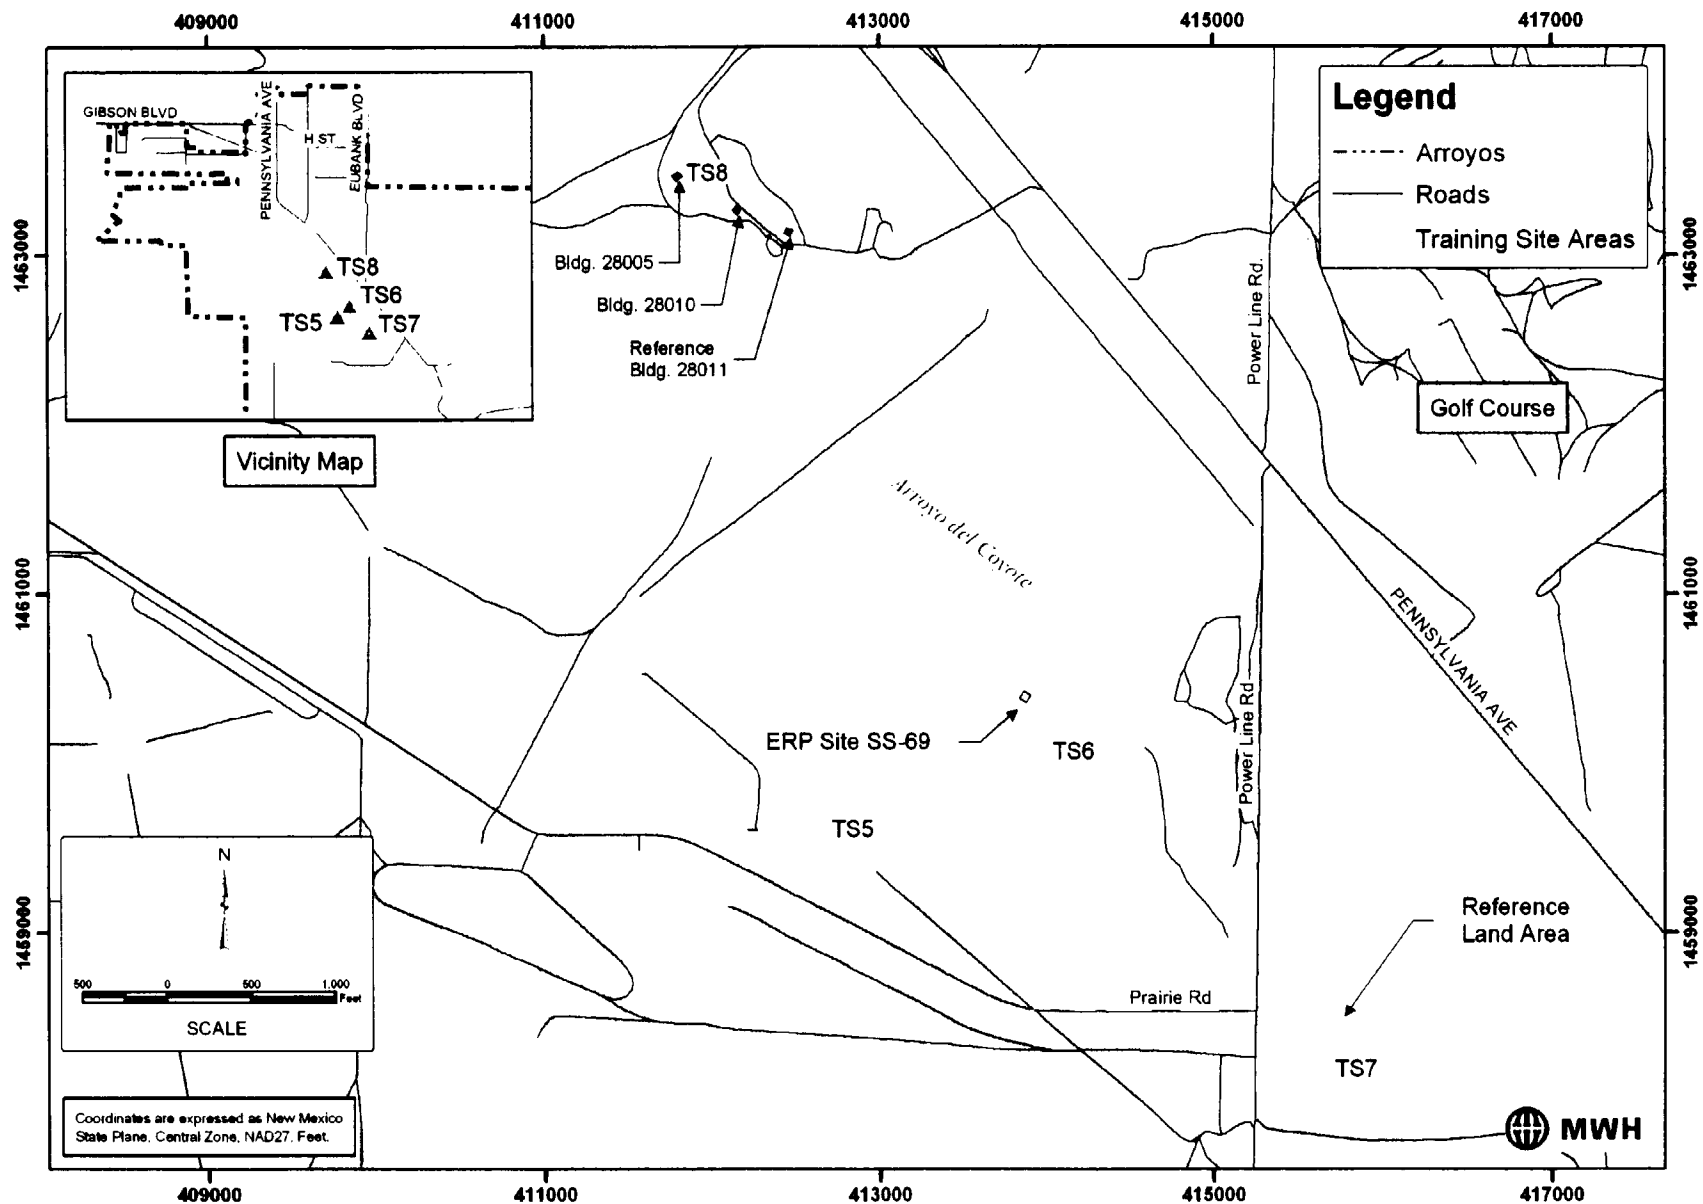 409000
411000
413000
415000
417000
GIBSON BLVD
PENNSYLVANIA AVE
H ST
EUBANK BLVD
TS8
TS6
TS5
TS7
Vicinity Map
TS8
Bldg. 28005
Bldg. 28010
Reference
Bldg. 28011
Legend
Arroyos
Roads
Training Site Areas
Power Line Rd.
Golf Course
1463000
1463000
Arroyo del Coyote
1461000
1461000
PENNSYLVANIA AVE
Power Line Rd
ERP Site SS-69
TS6
TS5
Reference
Land Area
1459000
1459000
Prairie Rd
TS7
N
500
0
500
1,000
Feet
SCALE
Coordinates are expressed as New Mexico
State Plane, Central Zone, NAD27, Feet.
MWH
409000
411000
413000
415000
417000